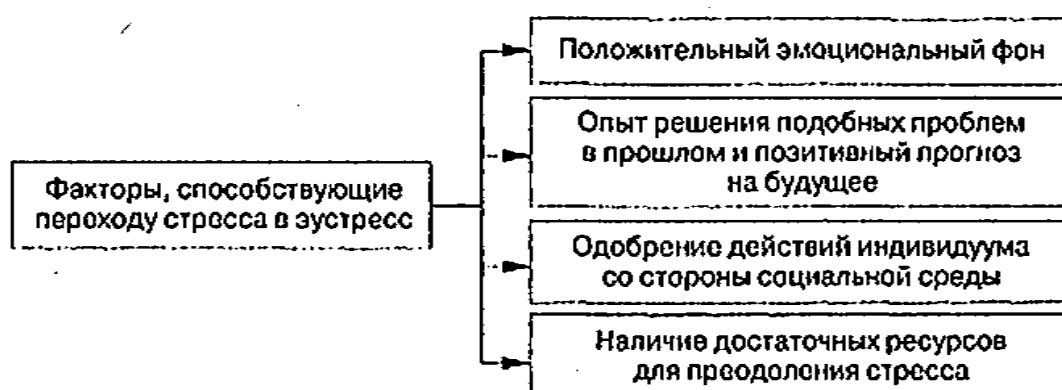 Факторы, способствующие
переходу стресса в эустресс
Положительный эмоциональный фон
Опыт решения подобных проблем
в прошлом и позитивный прогноз
на будущее
Одобрение действий индивидуума
со стороны социальной среды
Наличие достаточных ресурсов
для преодоления стресса